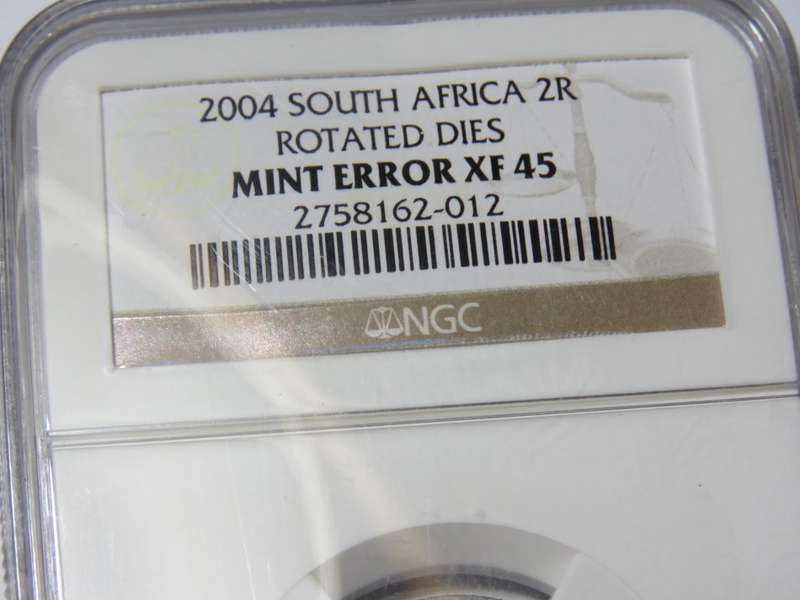 2004 SOUTH AFRICA 2R
ROTATED DIES
MINT ERROR XF 45
2758162-012
NGC